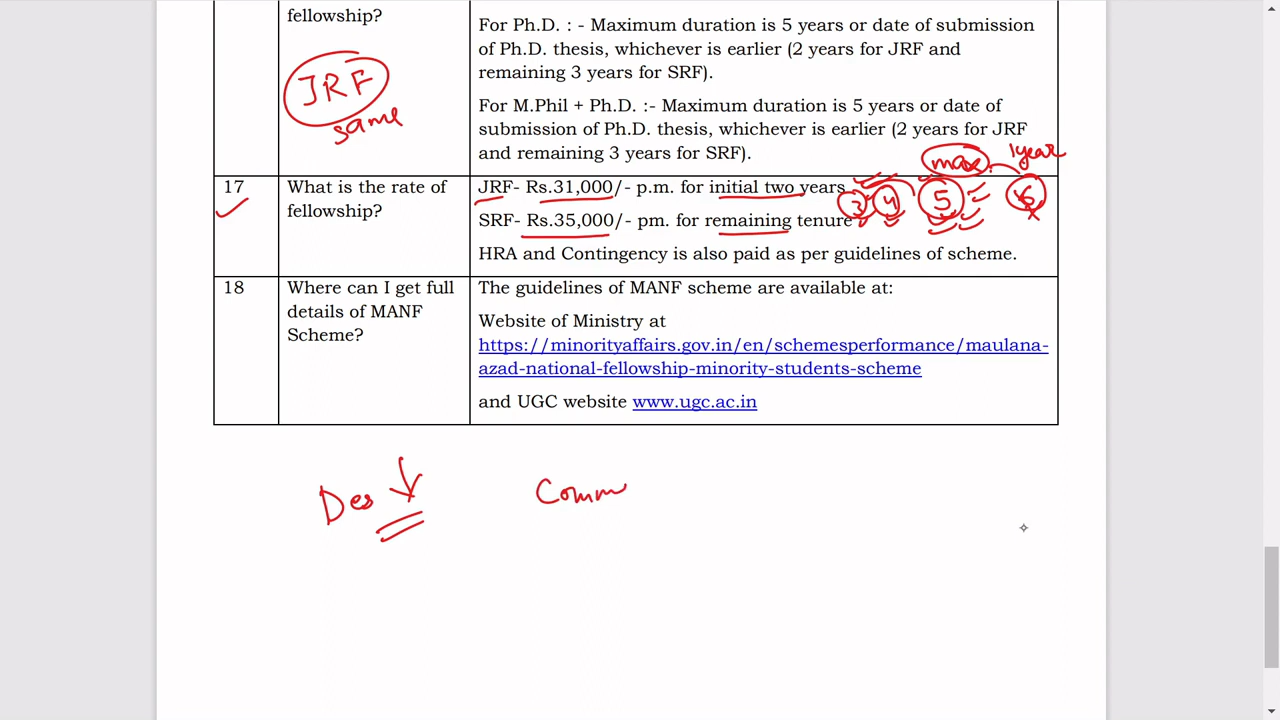 fellowship?
For Ph.D. : - Maximum duration is 5 years or date of submission
of Ph.D. thesis, whichever is earlier (2 years for JRF and
remaining 3 years for SRF).
JRF
same
For M.Phil + Ph.D. :- Maximum duration is 5 years or date of
submission of Ph.D. thesis, whichever is earlier (2 years for JRF
and remaining 3 years for SRF).
max. 1year
17
What is the rate of
fellowship?
JRF- Rs.31,000/- p.m. for initial two years
3 4 5 6
SRF- Rs.35,000/- pm. for remaining tenure
HRA and Contingency is also paid as per guidelines of scheme.
18
Where can I get full
details of MANF
Scheme?
The guidelines of MANF scheme are available at:
Website of Ministry at
https://minorityaffairs.gov.in/en/schemesperformance/maulana-
azad-national-fellowship-minority-students-scheme
and UGC website www.ugc.ac.in
Des Comm